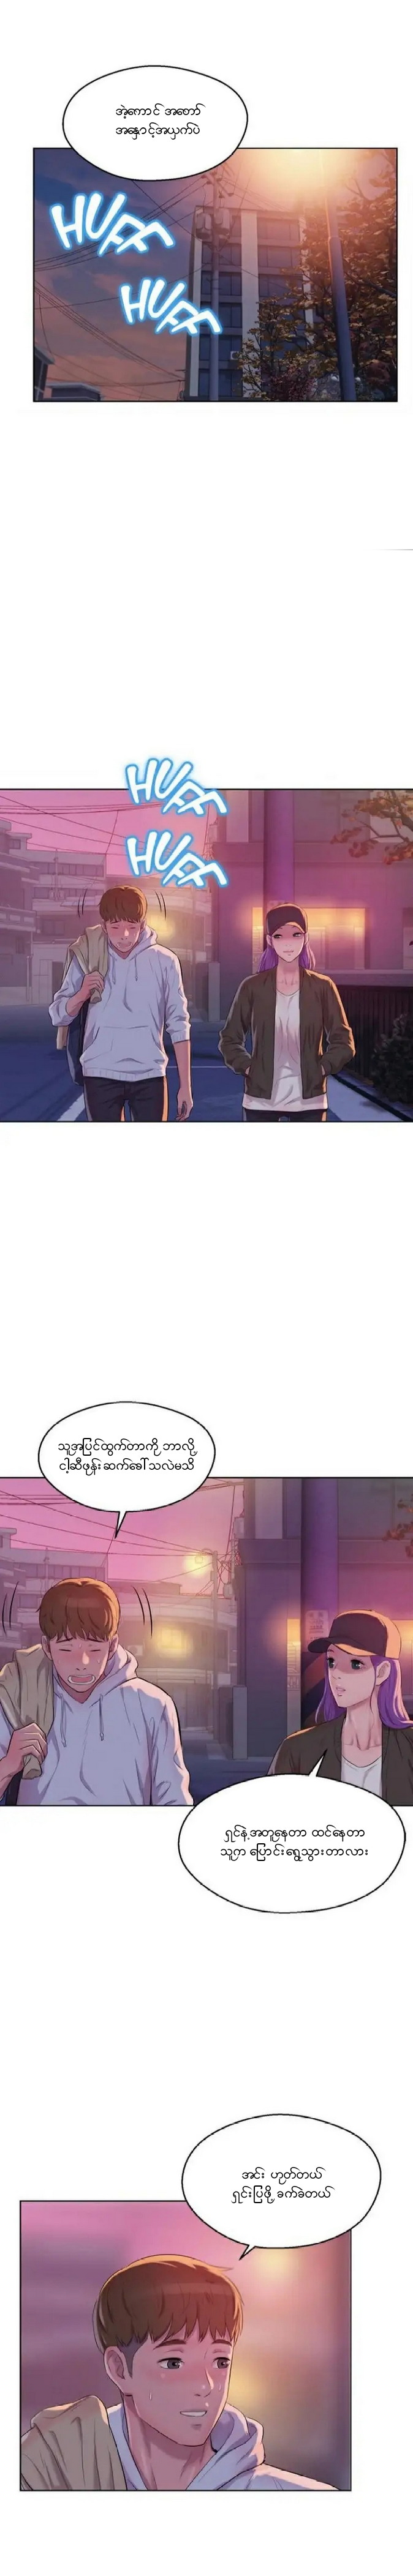 အဲ့ကောင် အတော်
အနှောင့်အယှက်ပဲ
HUFF
HUFF
HUFF
HUFF
သူအပြင်ထွက်တာကို ဘာလို့
ငါ့ဆီဖုန်းဆက်ခေါ်သလဲမသိ
ရှင်နဲ့အတူနေတာ ထင်နေတာ
သူက ပြောင်းရွှေ့သွားတာလား
အင်း ဟုတ်တယ်
ရှင်းပြဖို့ ခက်ခဲတယ်